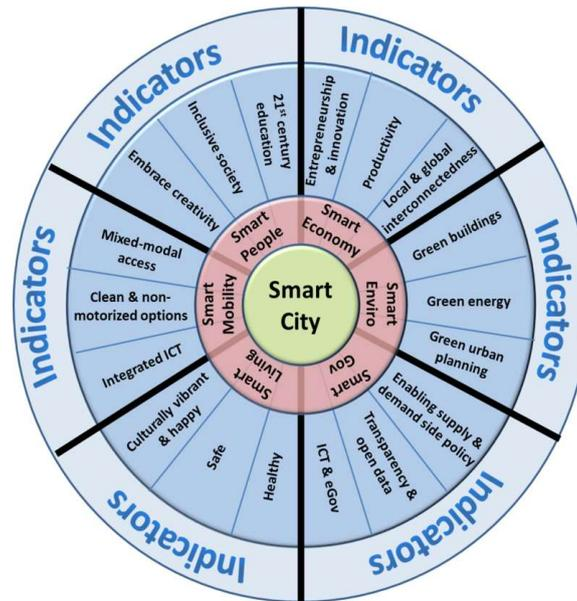 Indicators
Indicators
Indicators
Indicators
Indicators
Indicators
Smart
City
Smart
Economy
Entrepreneurship
& innovation
Productivity
Local & global
interconnectedness
Smart
Enviro
Green buildings
Green energy
Green urban
planning
Smart
Gov
Enabling supply &
demand side policy
Transparency &
open data
ICT & eGov
Smart
Living
Healthy
Safe
Culturally vibrant
& happy
Smart
Mobility
Integrated ICT
Clean & non-
motorized options
Mixed-modal
access
Smart
People
Embrace creativity
Inclusive society
21st century
education